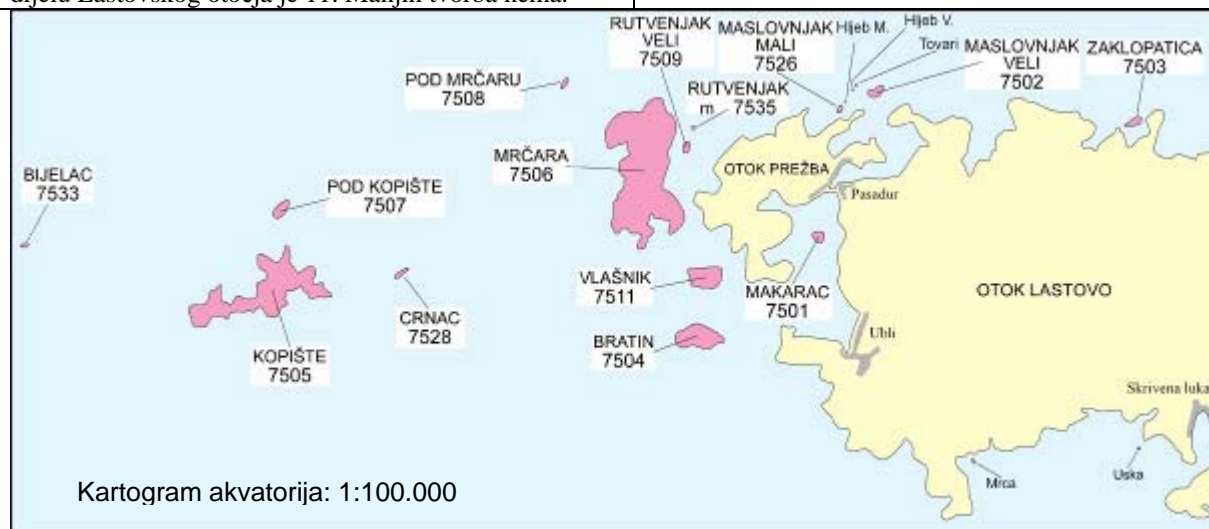 dijelu Lastovskog otočja je 11. Manjih tvorba nema.
RUTVENJAK
VELI
7509
MASLOVNJAK
MALI
7526
Hljeb M.
Hljeb V.
Tovari
MASLOVNJAK
VELI
7502
ZAKLOPATICA
7503
POD MRČARU
7508
RUTVENJAK
m 7535
MRČARA
7506
OTOK PREŽBA
Pasadur
BIJELAC
7533
POD KOPIŠTE
7507
VLAŠNIK
7511
MAKARAC
7501
OTOK LASTOVO
CRNAC
7528
BRATIN
7504
Ubli
KOPIŠTE
7505
Skrivena luka
Mrca
Uska
Kartogram akvatorija: 1:100.000